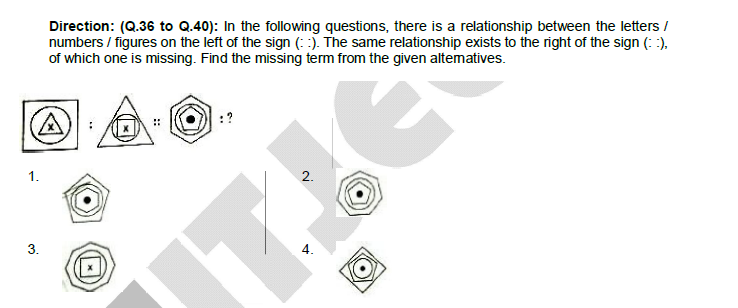 Direction: (Q.36 to Q.40): In the following questions, there is a relationship between the letters /
numbers / figures on the left of the sign (: :). The same relationship exists to the right of the sign (: :),
of which one is missing. Find the missing term from the given alternatives.
x : x :: : ?
1. 2.
3. x 4.
ITJEE